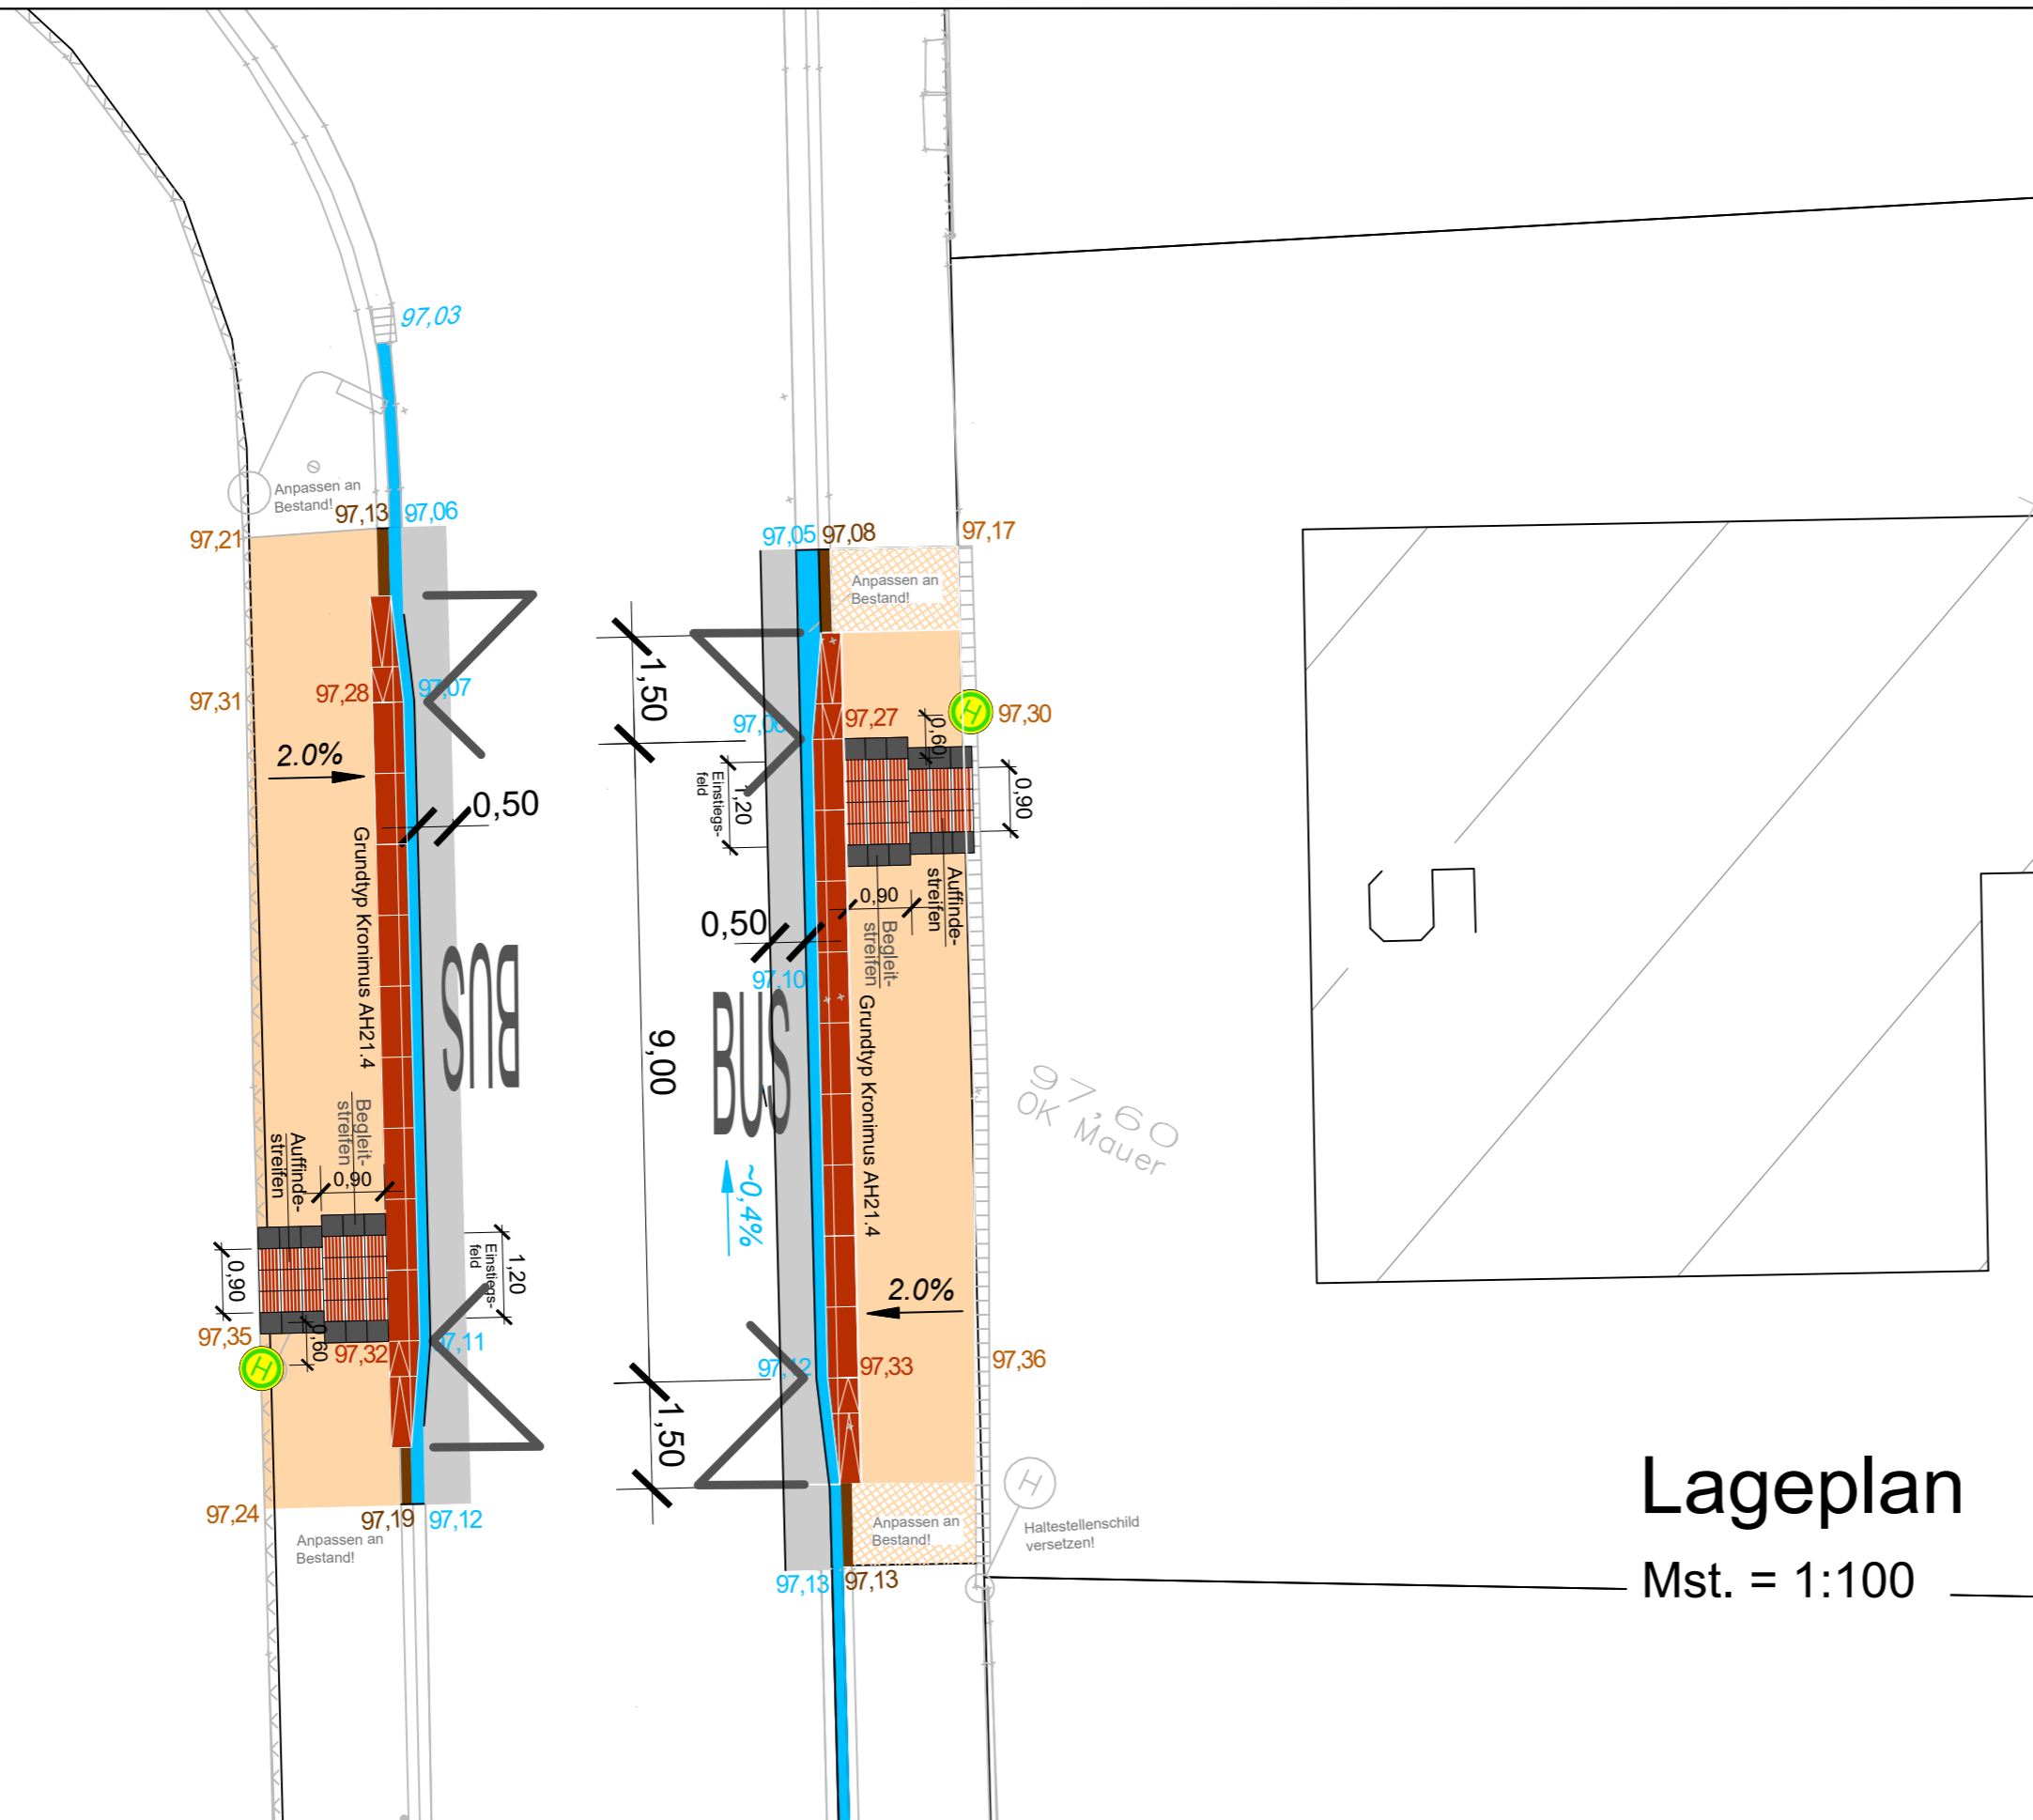 97,03
Anpassen an
Bestand!
97,13
97,06
97,21
97,05
97,08
97,17
Anpassen an
Bestand!
97,31
97,28
97,07
1,50
97,27
0,60
H
97,30
2.0%
0,50
1,20
Einstiegs-
feld
0,90
Grundtyp Kronimus AH21.4
0,50
0,90
Auffinde-
streifen
Begleit-
streifen
97,10
5
BUS
BUS
9,00
Grundtyp Kronimus AH21.4
97,60
OK Mauer
Begleit-
streifen
Auffinde-
streifen
0,90
~0,4%
0,90
1,20
Einstiegs-
feld
2.0%
97,35
0,60
97,32
97,11
H
97,12
97,33
97,36
1,50
97,24
97,19
97,12
Anpassen an
Bestand!
Anpassen an
Bestand!
H
Haltestellenschild
versetzen!
97,13
97,13
Lageplan
Mst. = 1:100